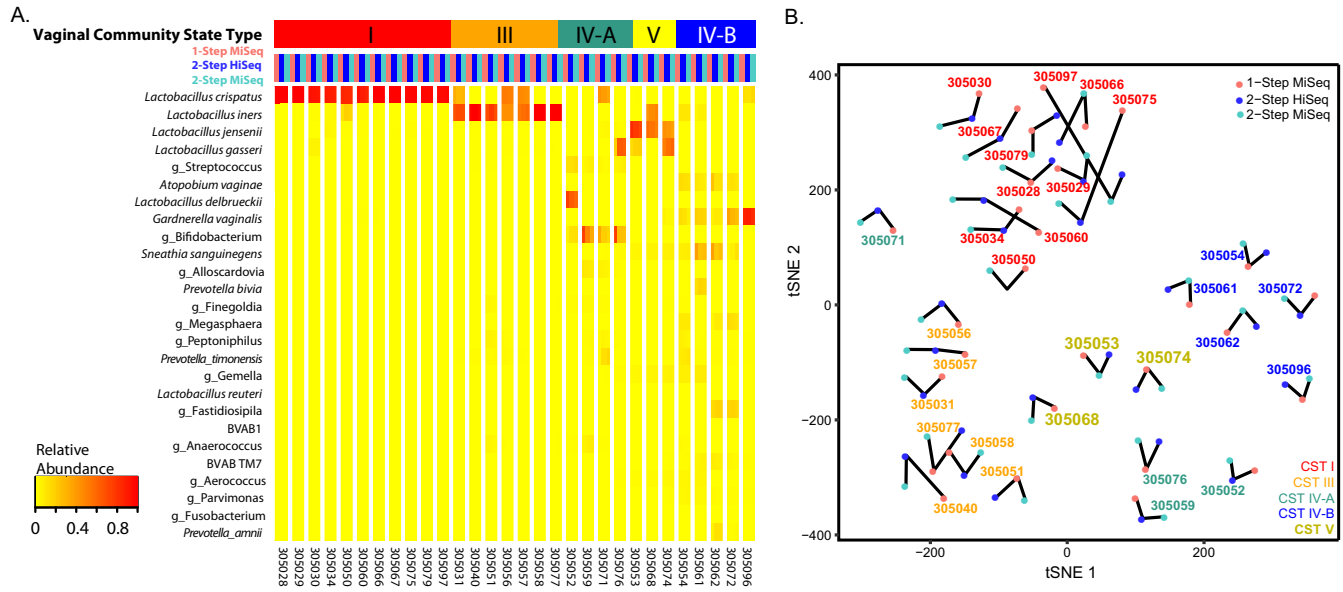 A.
Vaginal Community State Type
I III IV-A V IV-B
1-Step MiSeq
2-Step HiSeq
2-Step MiSeq
Lactobacillus crispatus
Lactobacillus iners
Lactobacillus jensenii
Lactobacillus gasseri
g_Streptococcus
Atopobium vaginae
Lactobacillus delbrueckii
Gardnerella vaginalis
g_Bifidobacterium
Sneathia sanguinegens
g_Alloscardovia
Prevotella bivia
g_Finegoldia
g_Megasphaera
g_Peptoniphilus
Prevotella_timonensis
g_Gemella
Lactobacillus reuteri
g_Fastidiosipila
BVAB1
g_Anaerococcus
BVAB TM7
g_Aerococcus
g_Parvimonas
g_Fusobacterium
Prevotella_amnii
Relative
Abundance
0 0.4 0.8
305028
305029
305030
305034
305050
305060
305066
305067
305075
305079
305097
305031
305040
305051
305056
305057
305058
305077
305052
305059
305071
305076
305053
305068
305074
305054
305061
305062
305072
305096
B.
tSNE 2
400
200
0
−200
−400
−200 0 200
tSNE 1
1−Step MiSeq
2−Step HiSeq
2−Step MiSeq
305030
305097
305066
305075
305067
305079
305028
305029
305034
305060
305050
305071
305054
305061
305072
305062
305096
305056
305057
305031
305053
305074
305068
305077
305058
305051
305040
305076
305059
305052
CST I
CST III
CST IV-A
CST IV-B
CST V